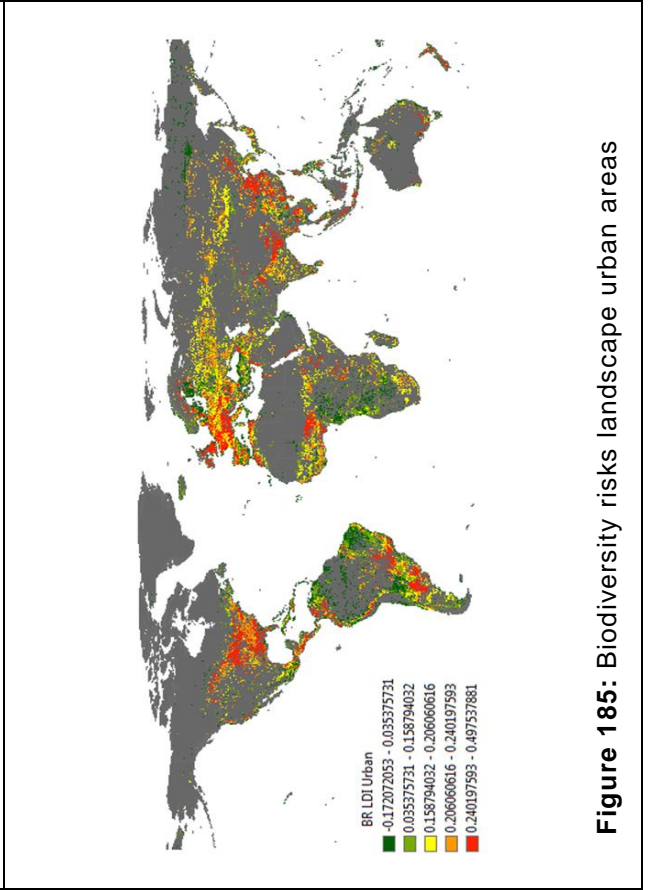 BR LDI Urban
-0.172072053 - 0.035375731
0.035375731 - 0.158794032
0.158794032 - 0.206060616
0.206060616 - 0.240197593
0.240197593 - 0.497537881
Figure 185: Biodiversity risks landscape urban areas